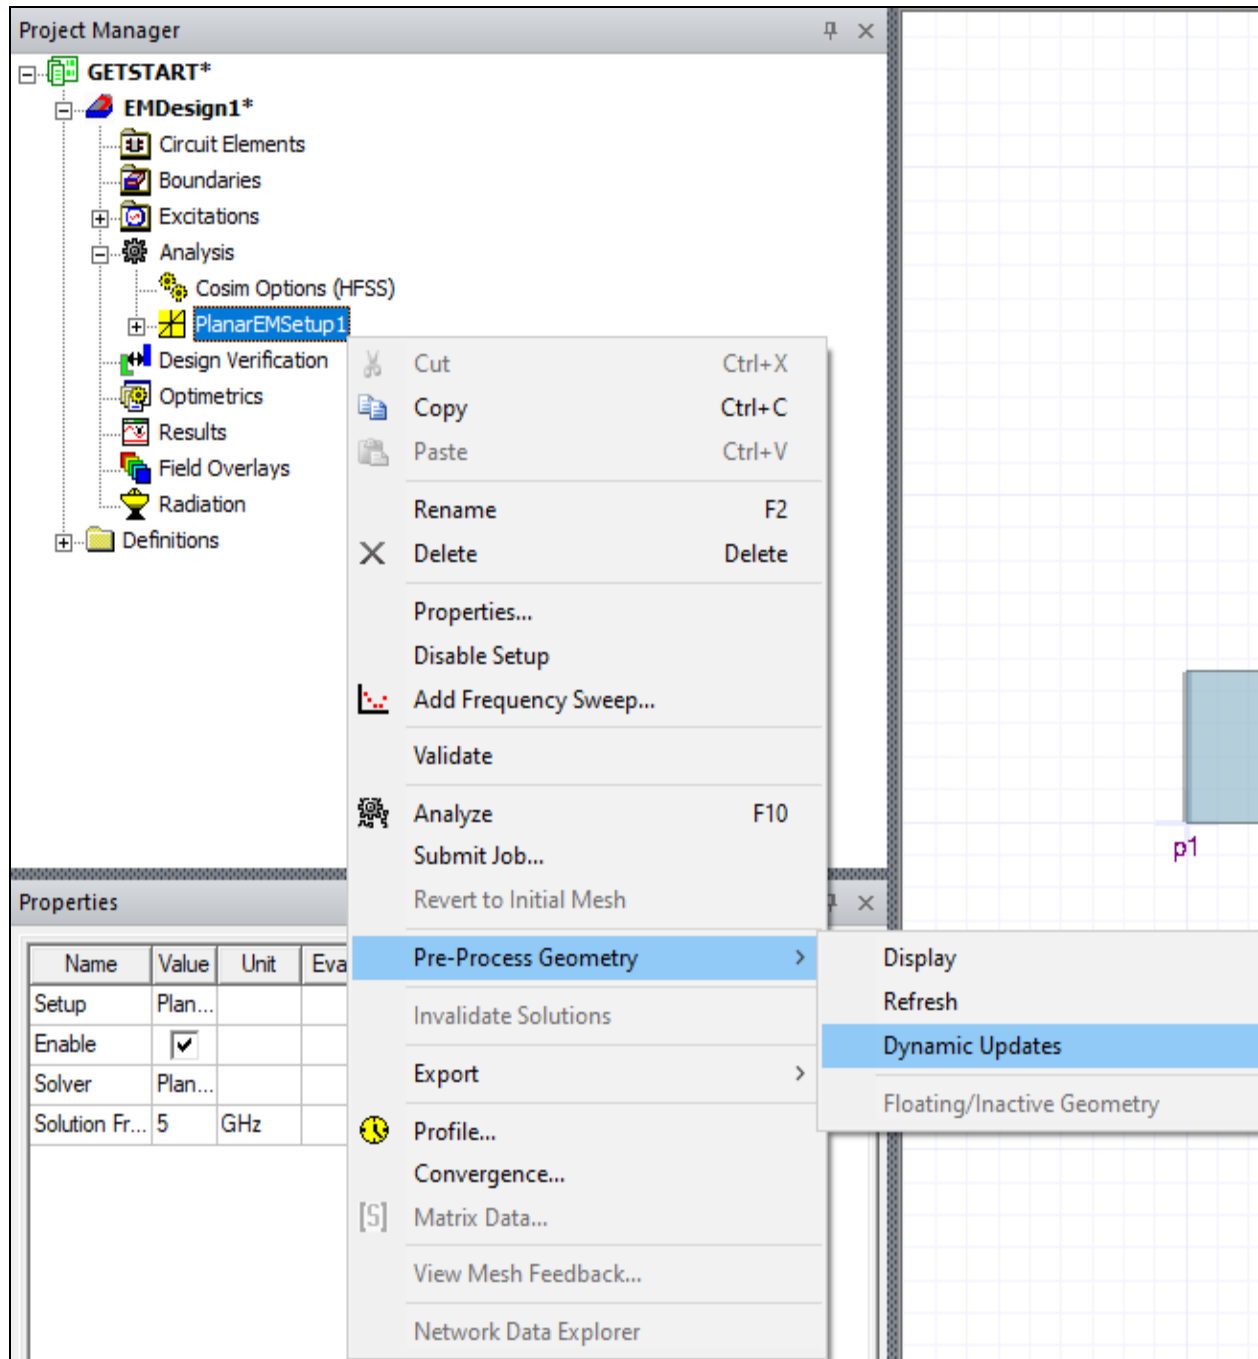 Project Manager
GETSTART*
EMDesign1*
Circuit Elements
Boundaries
Excitations
Analysis
Cosim Options (HFSS)
PlanarEMSetup1
Design Verification
Optimetrics
Results
Field Overlays
Radiation
Definitions
Cut Ctrl+X
Copy Ctrl+C
Paste Ctrl+V
Rename F2
Delete Delete
Properties...
Disable Setup
Add Frequency Sweep...
Validate
Analyze F10
Submit Job...
Revert to Initial Mesh
Pre-Process Geometry
Invalidate Solutions
Export
Profile...
Convergence...
[S] Matrix Data...
View Mesh Feedback...
Network Data Explorer
Display
Refresh
Dynamic Updates
Floating/Inactive Geometry
p1
Properties
Name Value Unit Eva
Setup Plan...
Enable
Solver Plan...
Solution Fr... 5 GHz